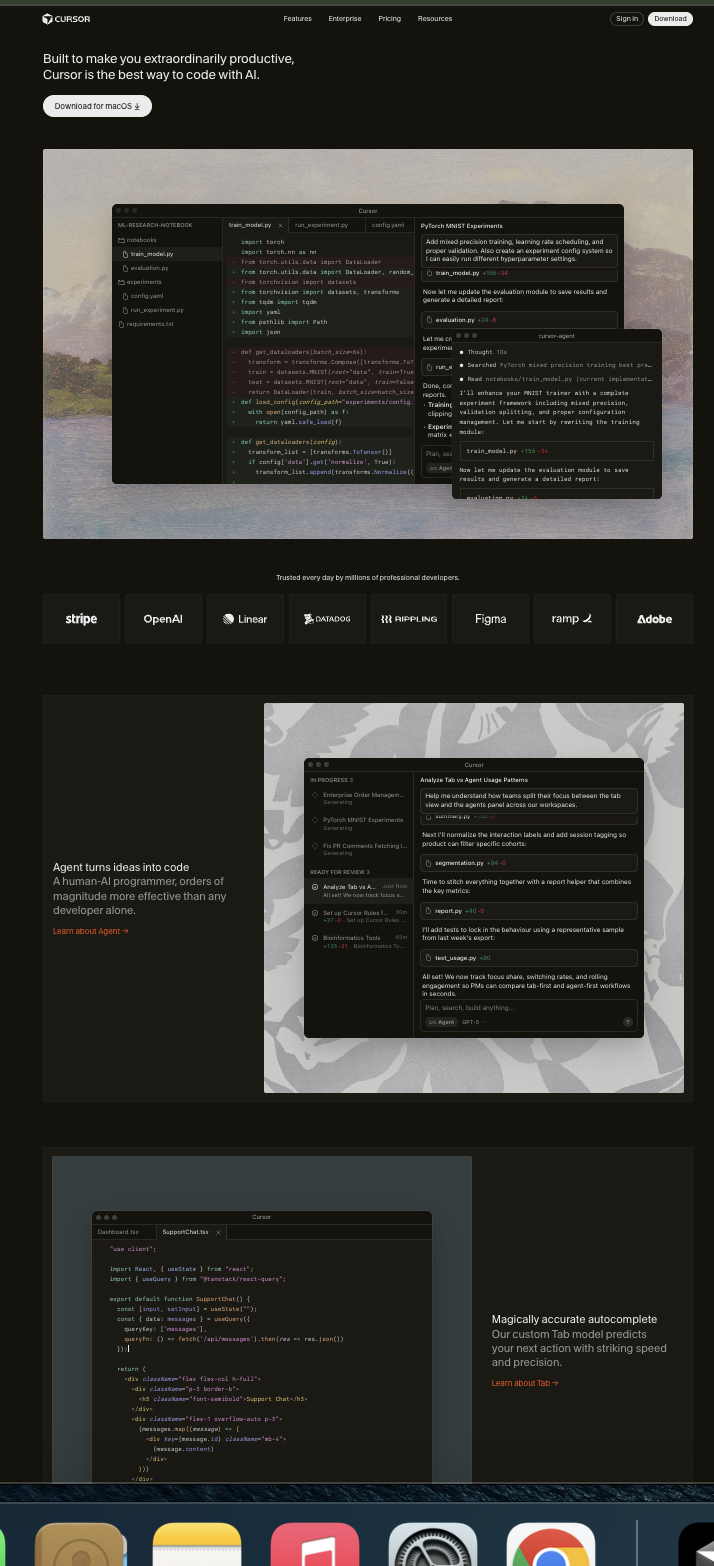 CURSOR
Features
Enterprise
Pricing
Resources
Sign in
Download
Built to make you extraordinarily productive,
Cursor is the best way to code with AI.
Download for macOS
Cursor
ML-RESEARCH-NOTEBOOK
notebooks
train_model.py
evaluation.py
experiments
config.yaml
run_experiment.py
requirements.txt
train_model.py
run_experiment.py
config.yaml
import torch
import torch.nn as nn
- from torch.utils.data import DataLoader
+ from torch.utils.data import DataLoader, random_
- from torchvision import datasets
+ from torchvision import datasets, transforms
+ from tqdm import tqdm
+ import yaml
+ from pathlib import Path
+ import json
- def get_dataloaders(batch_size=64):
- transform = transforms.Compose([transforms.ToT
- train = datasets.MNIST(root="data", train=True
- test = datasets.MNIST(root="data", train=False
- return DataLoader(train, batch_size=batch_size
+ def load_config(config_path="experiments/config.
+ with open(config_path) as f:
+ return yaml.safe_load(f)
+ def get_dataloaders(config):
+ transform_list = [transforms.ToTensor()]
+ if config['data'].get('normalize', True):
+ transform_list.append(transforms.Normalize((
PyTorch MNIST Experiments
Add mixed precision training, learning rate scheduling, and
proper validation. Also create an experiment config system so
I can easily run different hyperparameter settings.
train_model.py +156 -34
Now let me update the evaluation module to save results and
generate a detailed report:
evaluation.py +24 -6
Let me cr
experimen
run_e
Done, con
reports.
· Training
clipping
· Experim
matrix +
Plan, sea
Agen
cursor-agent
Thought 10s
Searched PyTorch mixed precision training best pra…
Read notebooks/train_model.py (current implementat…
I'll enhance your MNIST trainer with a complete
experiment framework including mixed precision,
validation splitting, and proper configuration
management. Let me start by rewriting the training
module:
train_model.py +156 -34
Now let me update the evaluation module to save
results and generate a detailed report:
evaluation.py +24 -6
Trusted every day by millions of professional developers.
stripe
OpenAI
Linear
DATADOG
RIPPLING
Figma
ramp
Adobe
Agent turns ideas into code
A human-AI programmer, orders of
magnitude more effective than any
developer alone.
Learn about Agent →
Cursor
IN PROGRESS 3
Enterprise Order Managem…
Generating
PyTorch MNIST Experiments
Generating
Fix PR Comments Fetching I…
Generating
READY FOR REVIEW 3
Analyze Tab vs A… Just Now
All set! We now track focus s…
Set up Cursor Rules f… 30m
+37 -0 · Set up Cursor Rules …
Bioinformatics Tools 45m
+135 -21 · Bioinformatics To…
Analyze Tab vs Agent Usage Patterns
Help me understand how teams split their focus between the tab
view and the agents panel across our workspaces.
summary.py
Next I'll normalize the interaction labels and add session tagging so
product can filter specific cohorts:
segmentation.py +94 -0
Time to stitch everything together with a report helper that combines
the key metrics:
report.py +40 -0
I'll add tests to lock in the behaviour using a representative sample
from last week's export:
test_usage.py +90
All set! We now track focus share, switching rates, and rolling
engagement so PMs can compare tab-first and agent-first workflows
in seconds.
Plan, search, build anything...
Agent
GPT-5
Cursor
Dashboard.tsx
SupportChat.tsx
"use client";
import React, { useState } from "react";
import { useQuery } from "@tanstack/react-query";
export default function SupportChat() {
const [input, setInput] = useState("");
const { data: messages } = useQuery({
queryKey: ['messages'],
queryFn: () => fetch('/api/messages').then(res => res.json())
});
return (
<div className="flex flex-col h-full">
<div className="p-3 border-b">
<h3 className="font-semibold">Support Chat</h3>
</div>
<div className="flex-1 overflow-auto p-3">
{messages.map((message) => (
<div key={message.id} className="mb-4">
{message.content}
</div>
))}
</div>
Magically accurate autocomplete
Our custom Tab model predicts
your next action with striking speed
and precision.
Learn about Tab →